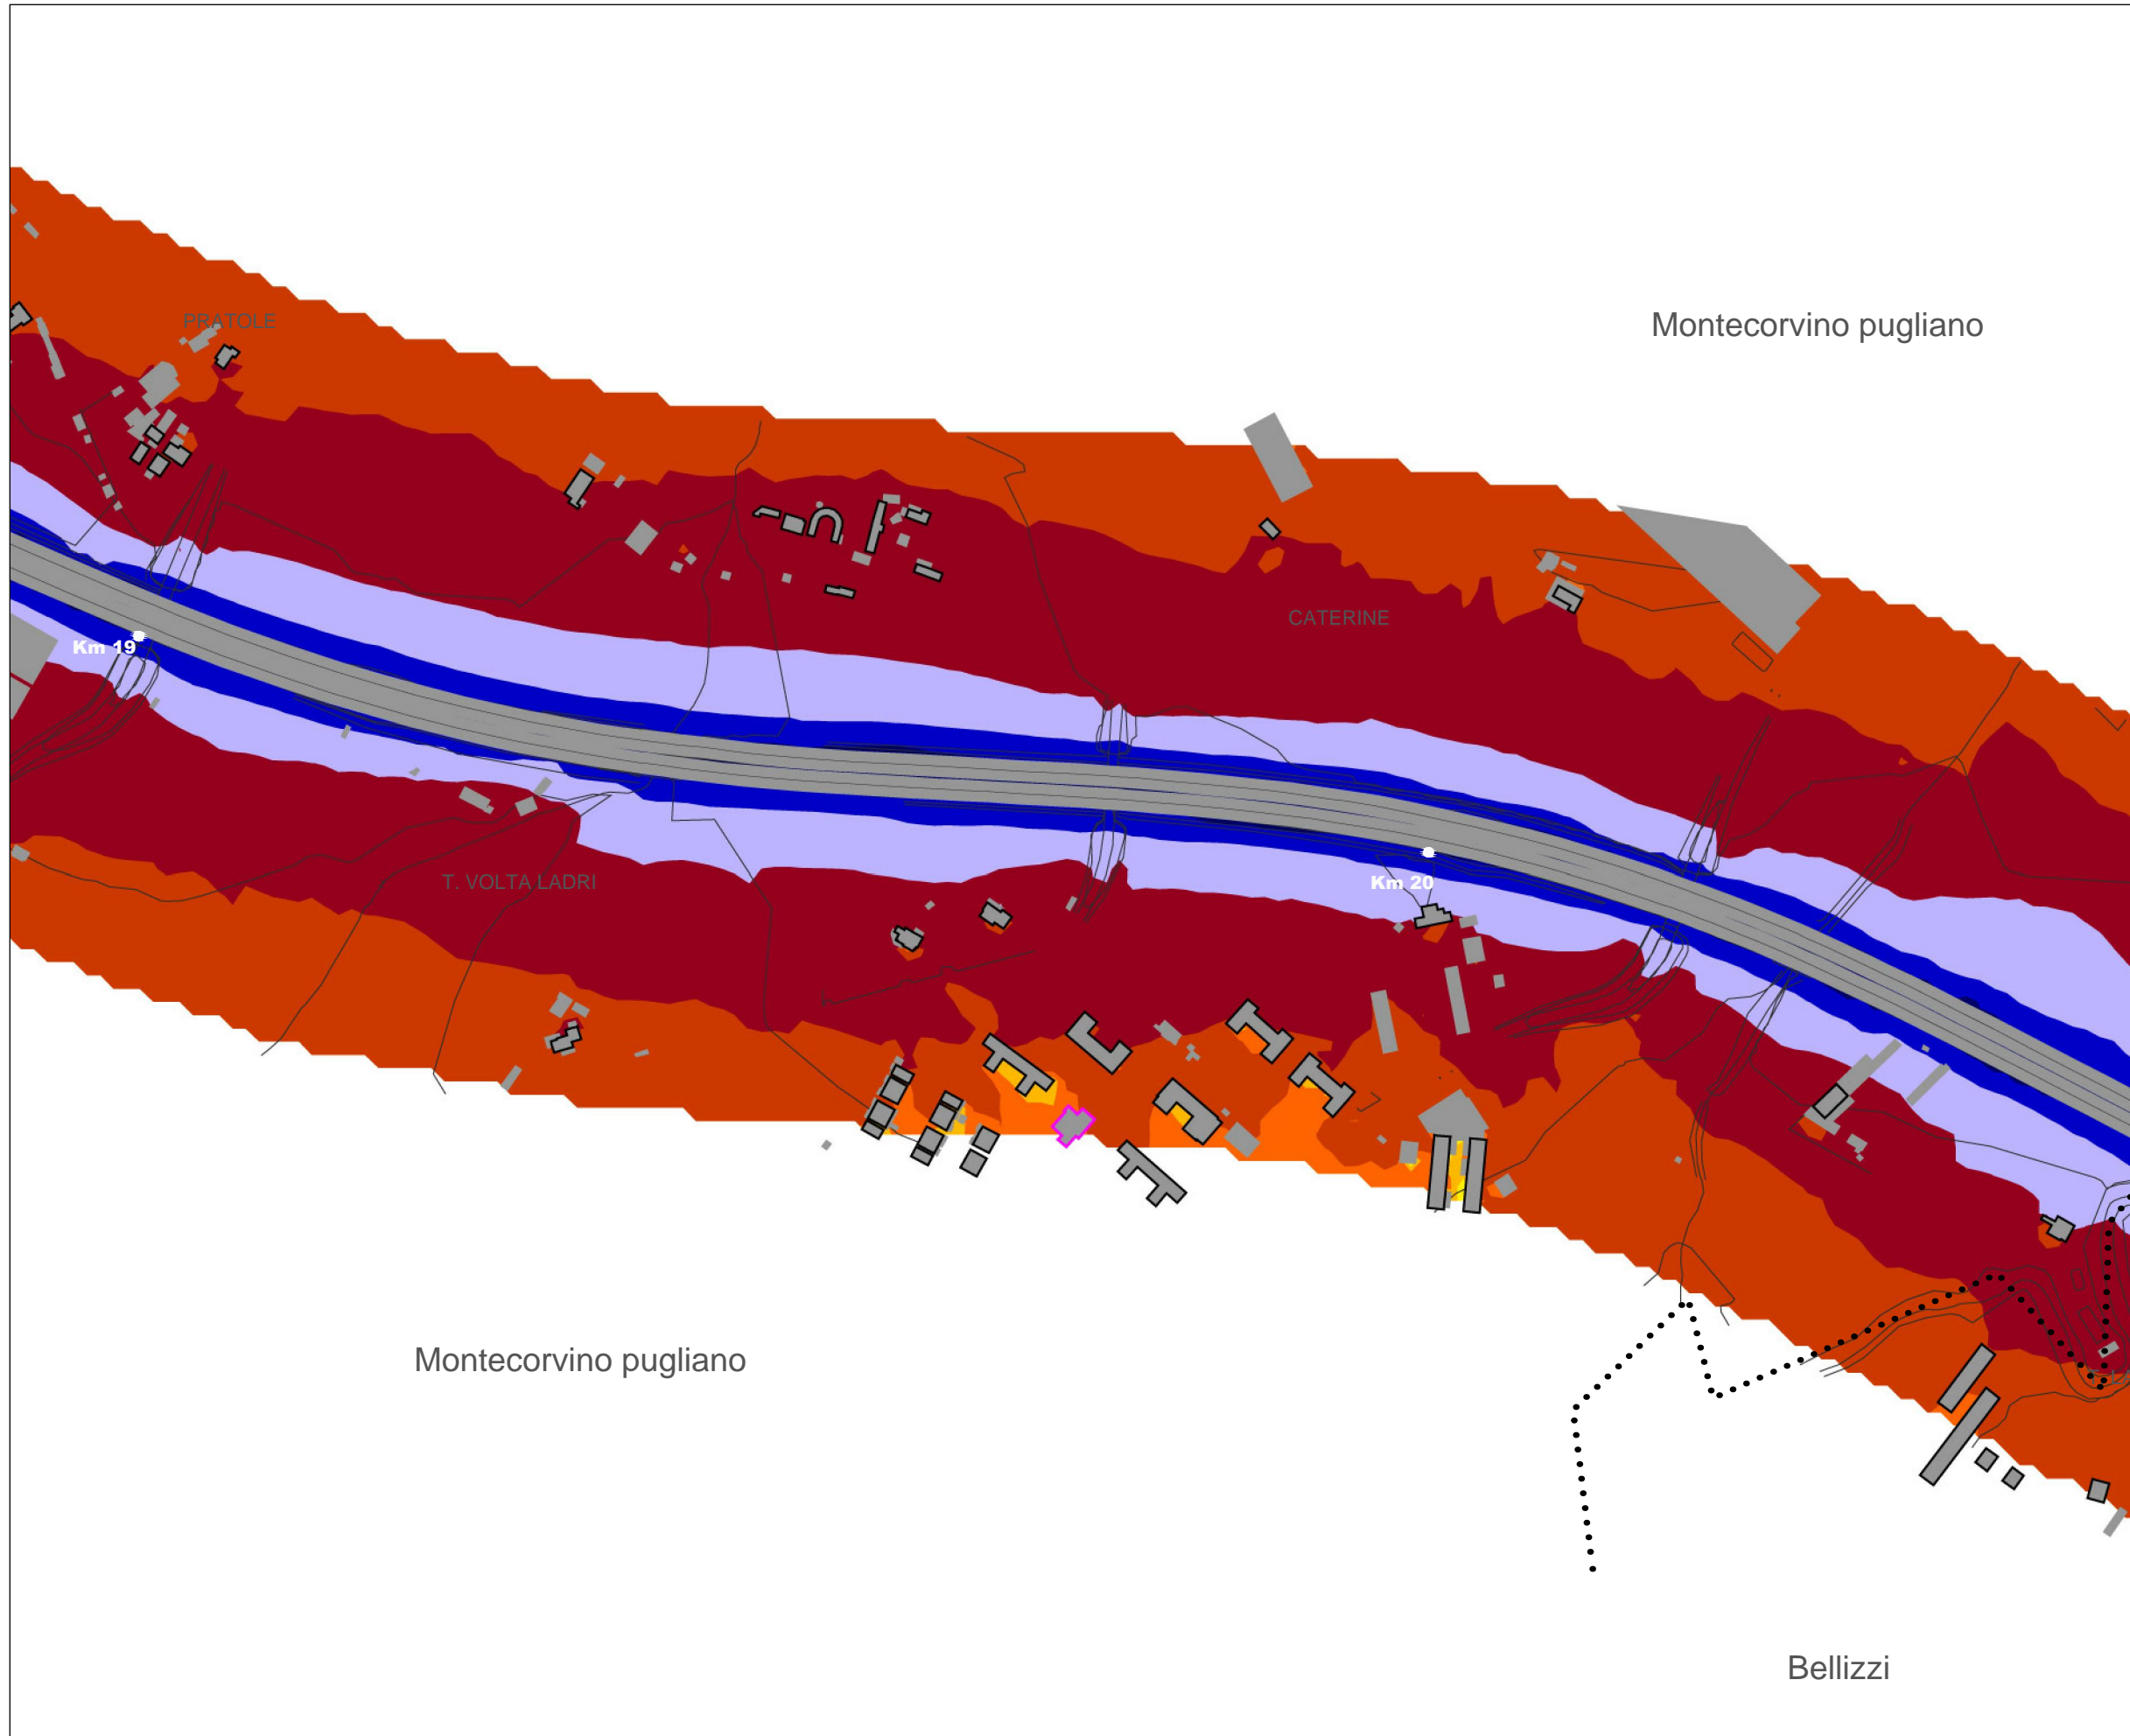 PRATOLE
Montecorvino pugliano
CATERINE
Km 19
T. VOLTA LADRI
Km 20
Montecorvino pugliano
Bellizzi